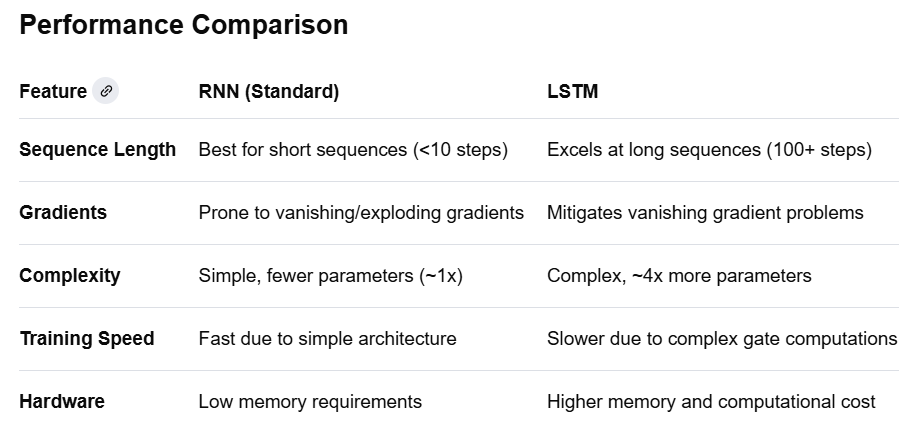 Performance Comparison
Feature RNN (Standard) LSTM
Sequence Length Best for short sequences (<10 steps) Excels at long sequences (100+ steps)
Gradients Prone to vanishing/exploding gradients Mitigates vanishing gradient problems
Complexity Simple, fewer parameters (~1x) Complex, ~4x more parameters
Training Speed Fast due to simple architecture Slower due to complex gate computations
Hardware Low memory requirements Higher memory and computational cost